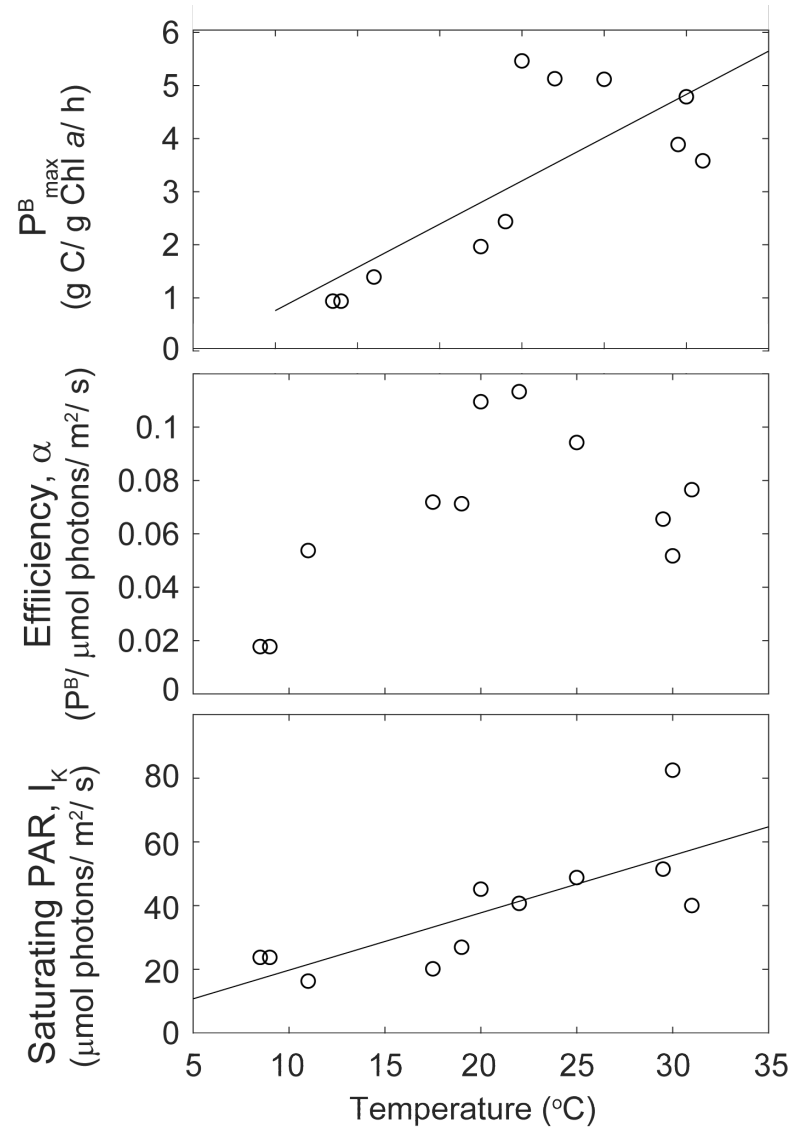 6
5
4
3
2
1
0
P^B_max
(g C/ g Chl a/ h)
0.1
0.08
0.06
0.04
0.02
0
Effiiciency, α
(P^B/ μmol photons/ m²/ s)
80
60
40
20
0
Saturating PAR, I_K
(μmol photons/ m²/ s)
5 10 15 20 25 30 35
Temperature (°C)